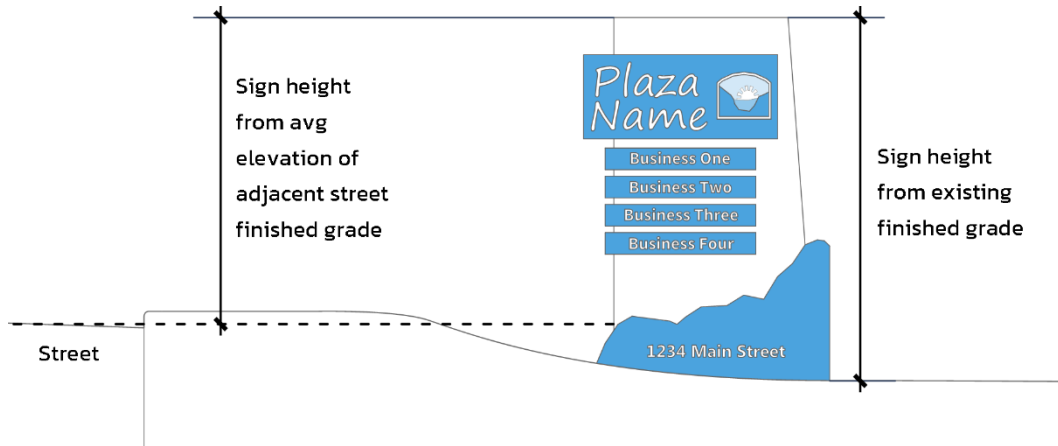 Sign height
from avg
elevation of
adjacent street
finished grade
Street
Plaza
Name
Business One
Business Two
Business Three
Business Four
1234 Main Street
Sign height
from existing
finished grade